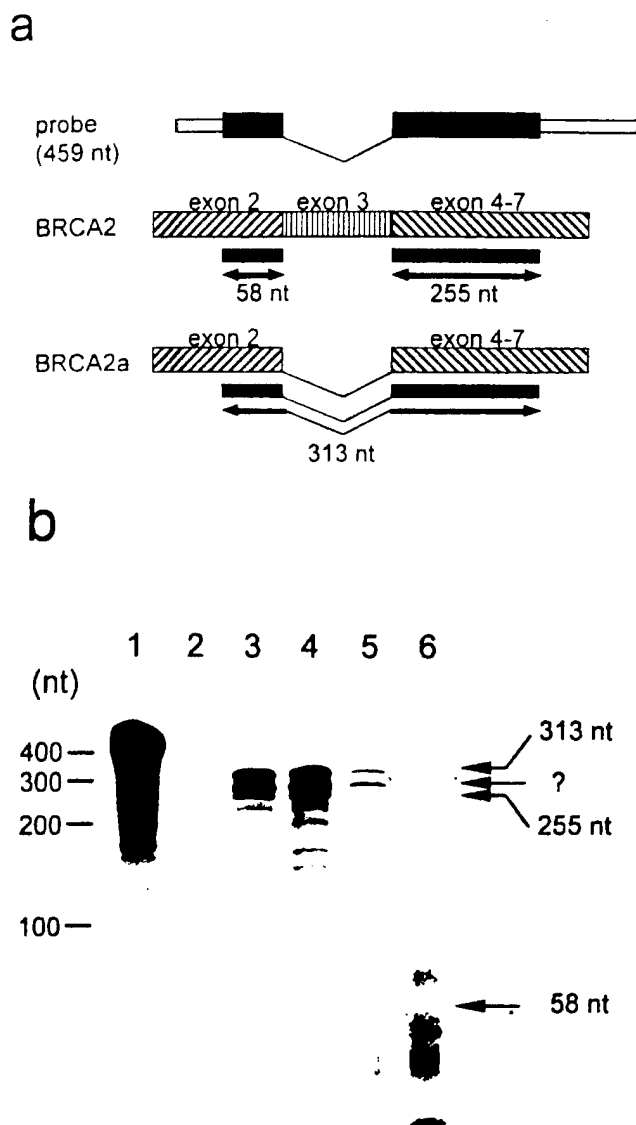 a
probe
(459 nt)
exon 2 exon 3 exon 4-7
BRCA2
58 nt 255 nt
exon 2 exon 4-7
BRCA2a
313 nt
b
1 2 3 4 5 6
(nt)
313 nt
400
300 ?
200 255 nt
100
58 nt